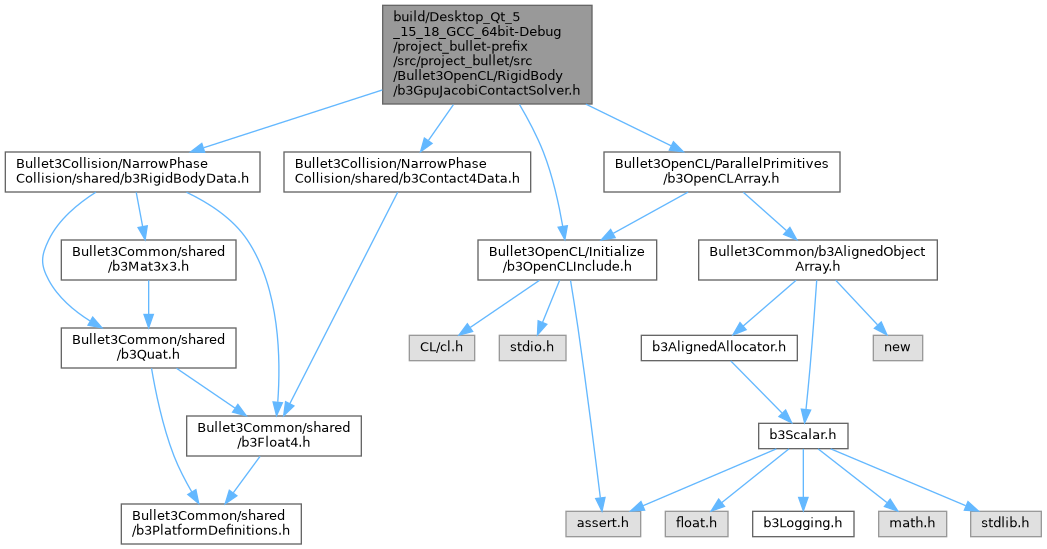 build/Desktop_Qt_5
_15_18_GCC_64bit-Debug
/project_bullet-prefix
/src/project_bullet/src
/Bullet3OpenCL/RigidBody
/b3GpuJacobiContactSolver.h
Bullet3Collision/NarrowPhase
Collision/shared/b3RigidBodyData.h
Bullet3Collision/NarrowPhase
Collision/shared/b3Contact4Data.h
Bullet3OpenCL/ParallelPrimitives
/b3OpenCLArray.h
Bullet3Common/shared
/b3Mat3x3.h
Bullet3OpenCL/Initialize
/b3OpenCLInclude.h
Bullet3Common/b3AlignedObject
Array.h
Bullet3Common/shared
/b3Quat.h
CL/cl.h
stdio.h
b3AlignedAllocator.h
new
Bullet3Common/shared
/b3Float4.h
b3Scalar.h
Bullet3Common/shared
/b3PlatformDefinitions.h
assert.h
float.h
b3Logging.h
math.h
stdlib.h